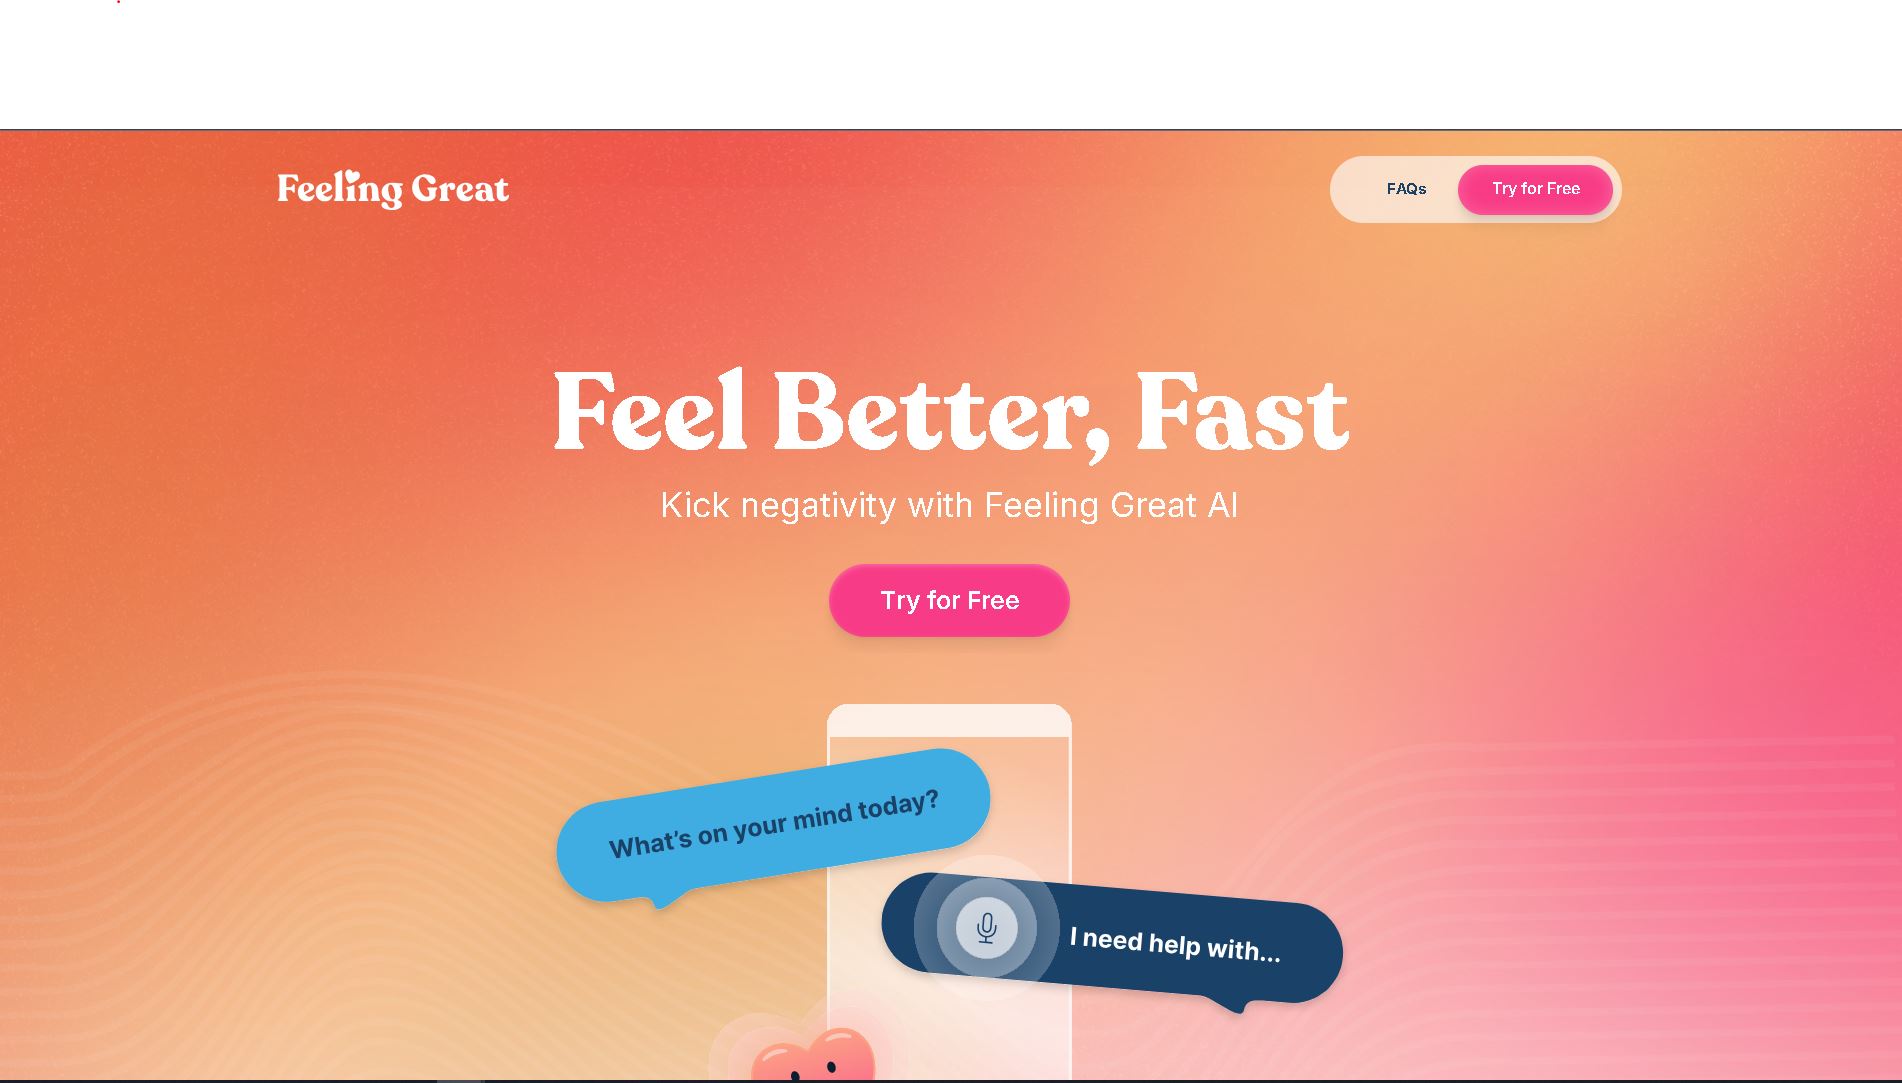 Feeling Great
FAQs
Try for Free
Feel Better, Fast
Kick negativity with Feeling Great AI
Try for Free
What's on your mind today?
I need help with...